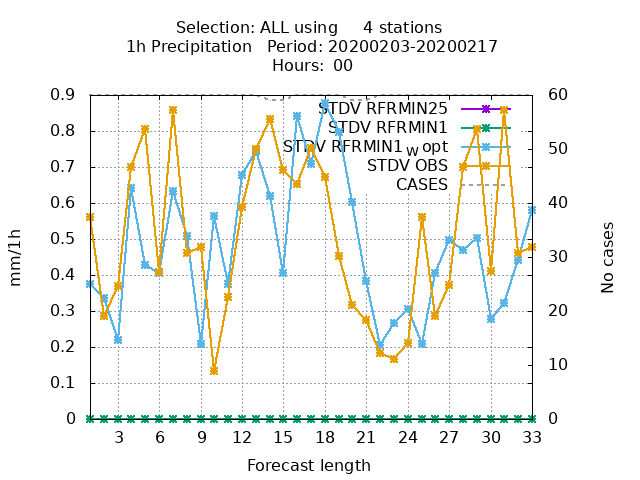 Selection: ALL using     4 stations
1h Precipitation   Period: 20200203-20200217
Hours:  00
STDV RFRMIN25
STDV RFRMIN1
STDV RFRMIN1_w opt
STDV OBS
CASES
mm/1h
No cases
0.9
0.8
0.7
0.6
0.5
0.4
0.3
0.2
0.1
0
60
50
40
30
20
10
0
3 6 9 12 15 18 21 24 27 30 33
Forecast length